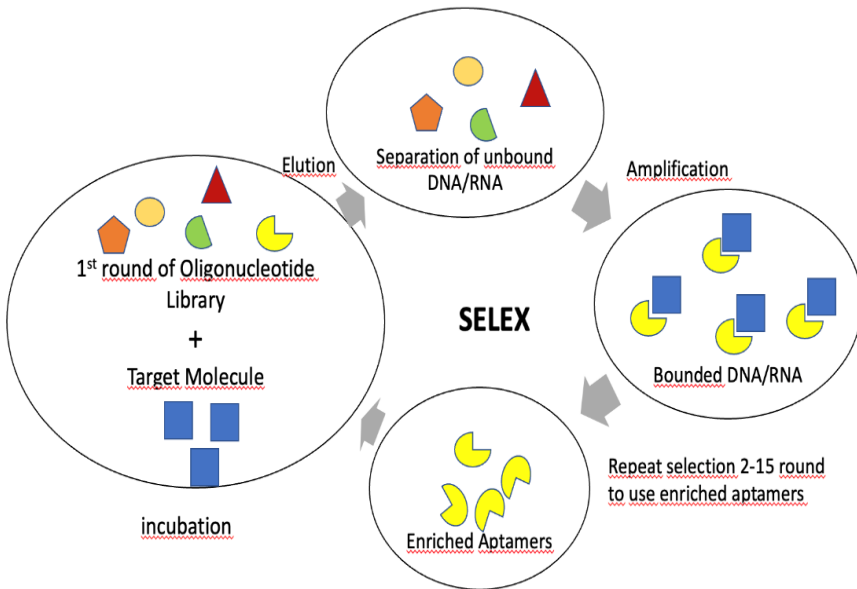 Elution
Separation of unbound
DNA/RNA
Amplification
1st round of Oligonucleotide
Library
+
Target Molecule
incubation
SELEX
Bounded DNA/RNA
Repeat selection 2-15 round
to use enriched aptamers
Enriched Aptamers